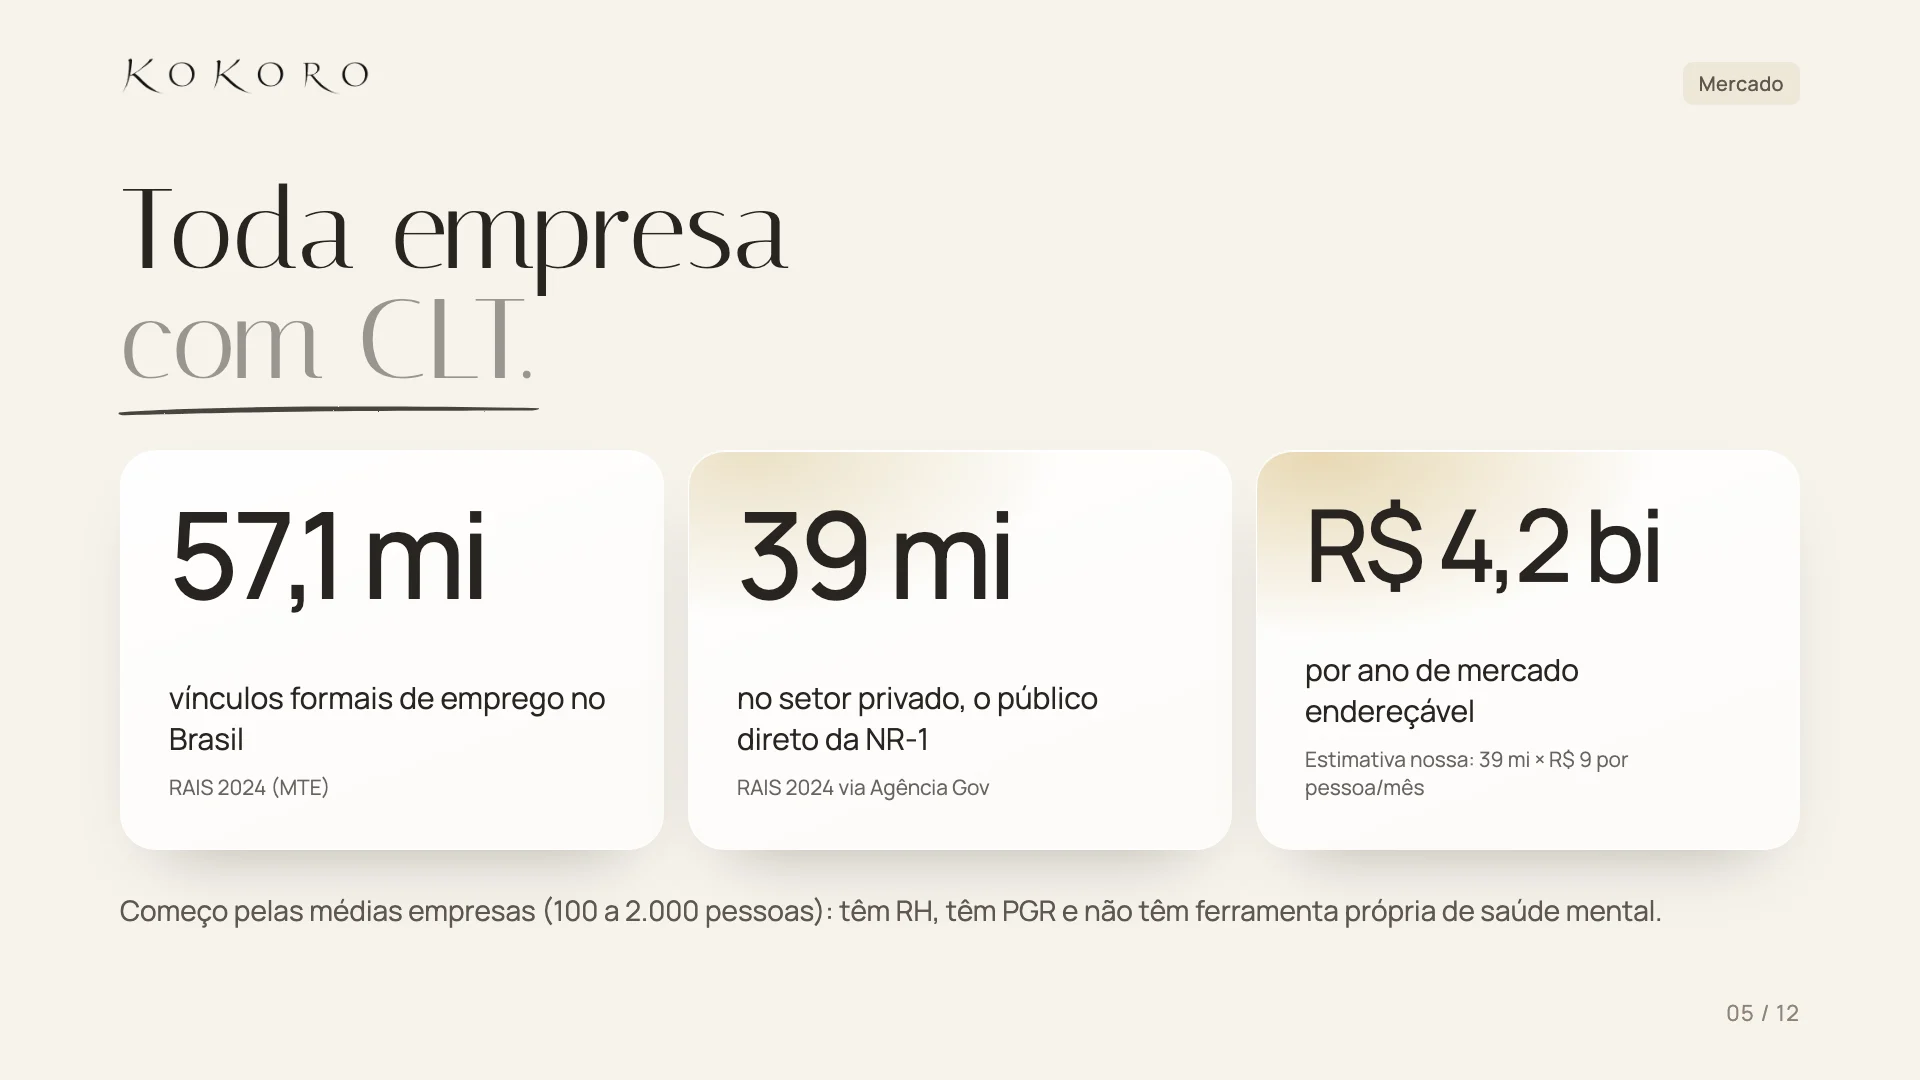 KOKORO
Mercado
Toda empresa
com CLT.
57,1 mi
vínculos formais de emprego no
Brasil
RAIS 2024 (MTE)
39 mi
no setor privado, o público
direto da NR-1
RAIS 2024 via Agência Gov
R$ 4,2 bi
por ano de mercado
endereçável
Estimativa nossa: 39 mi × R$ 9 por
pessoa/mês
Começo pelas médias empresas (100 a 2.000 pessoas): têm RH, têm PGR e não têm ferramenta própria de saúde mental.
05 / 12